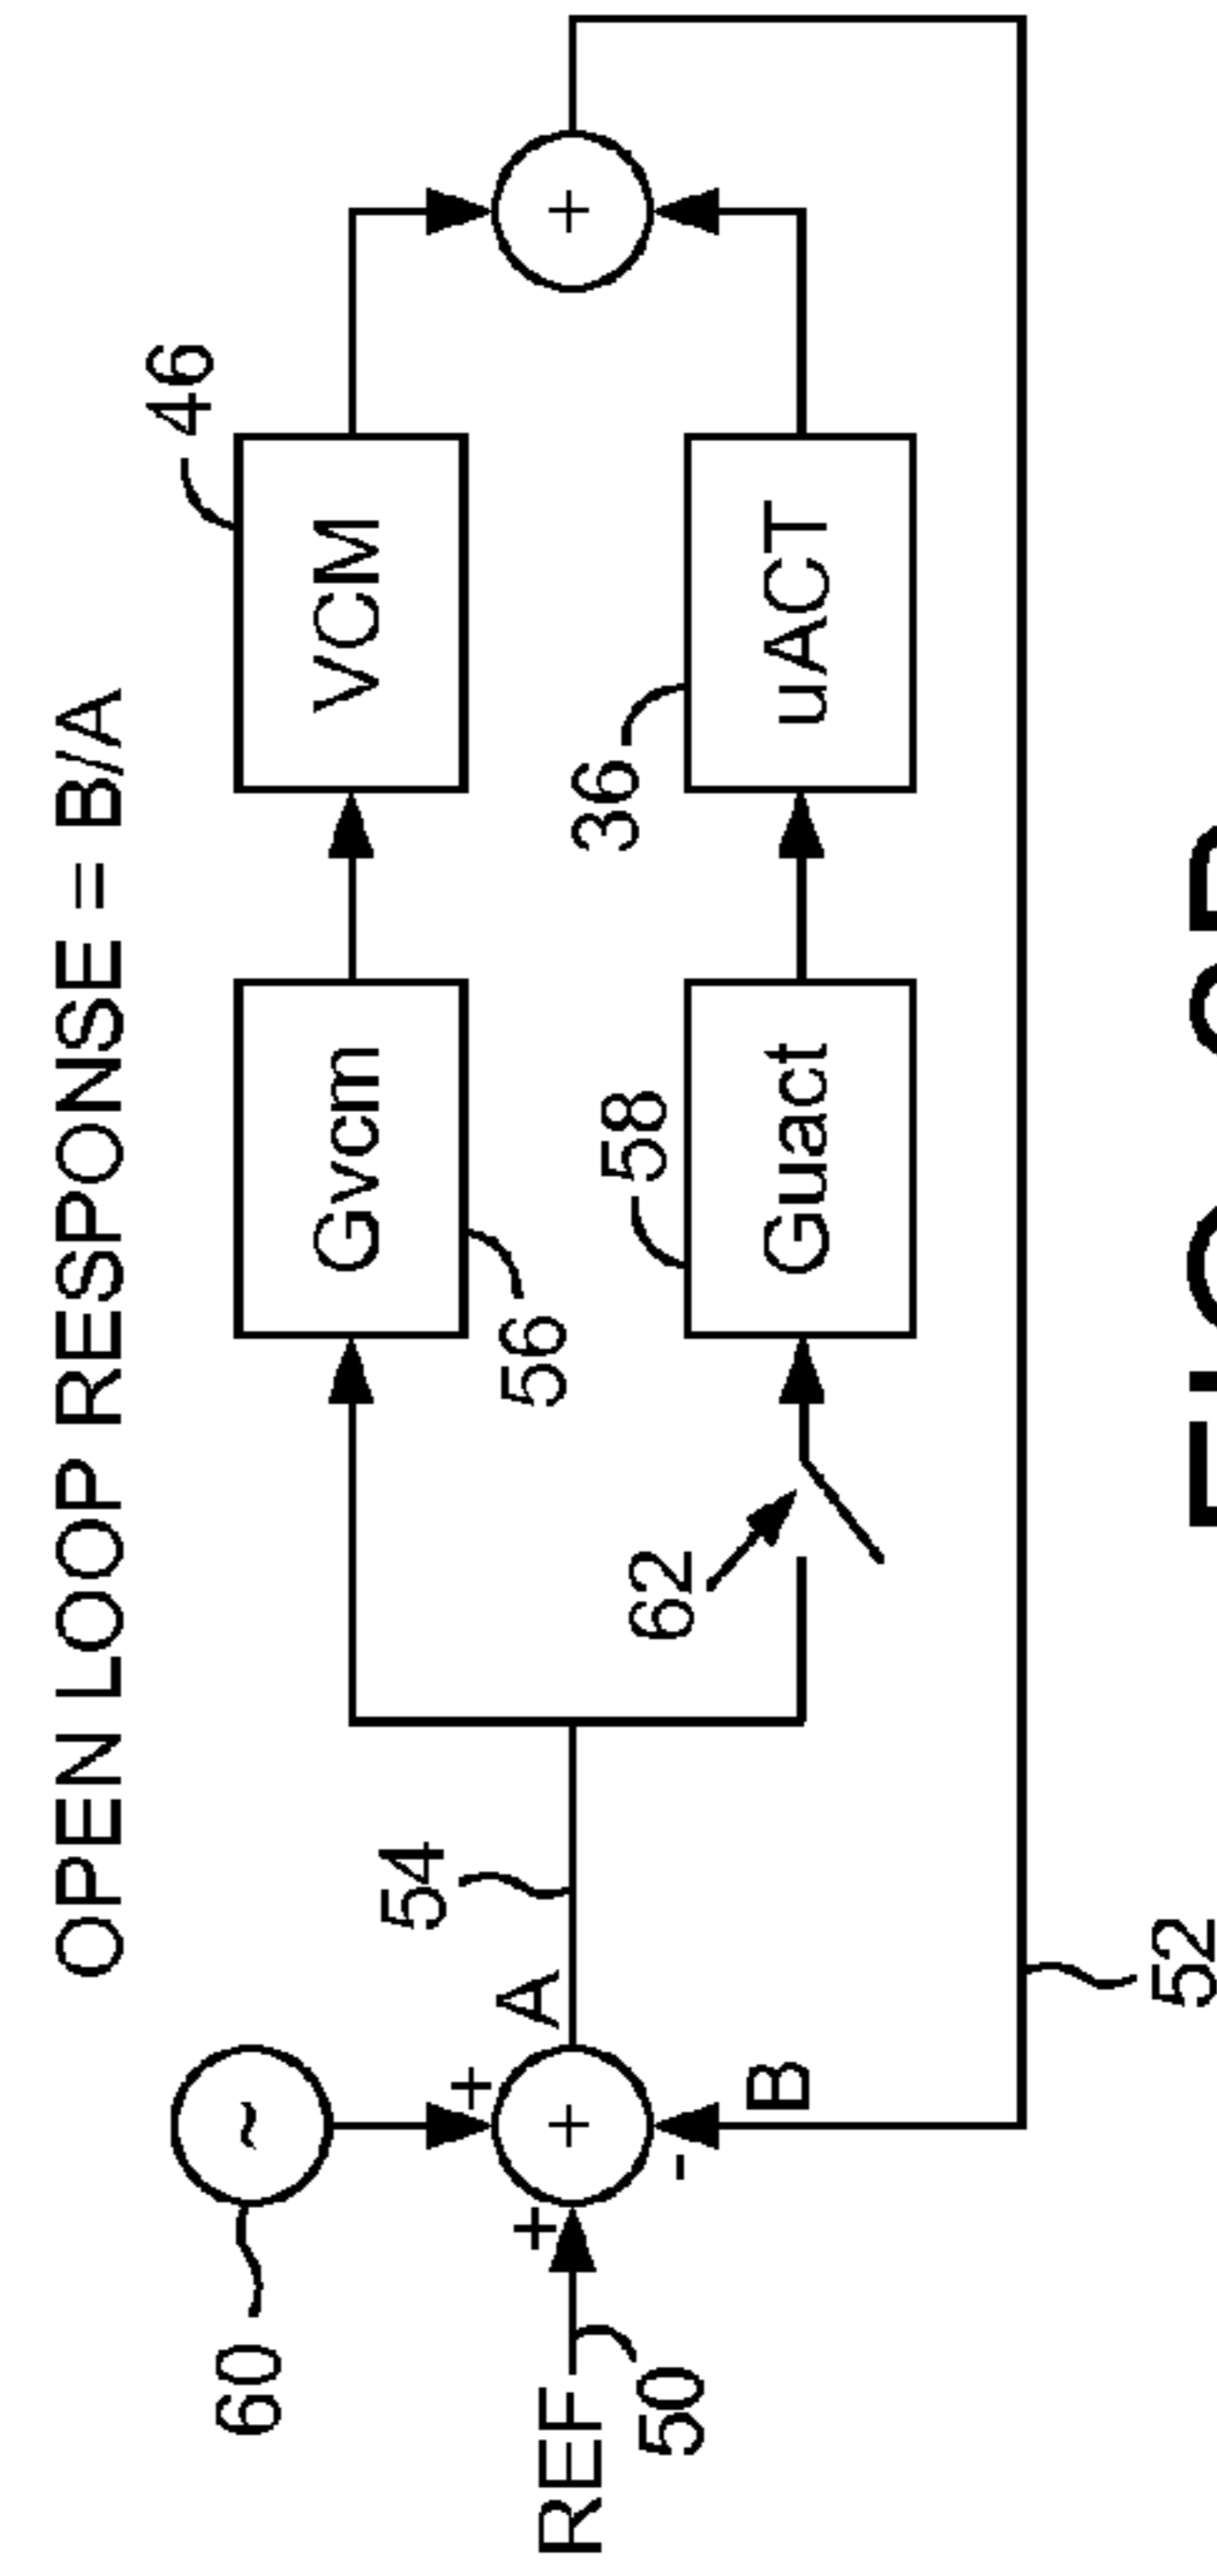 OPEN LOOP RESPONSE = B/A
60
~
46
Gvcm
VCM
56
54
A
+
+
+
+
REF
50
-
B
62
58
36
Guact
uACT
52